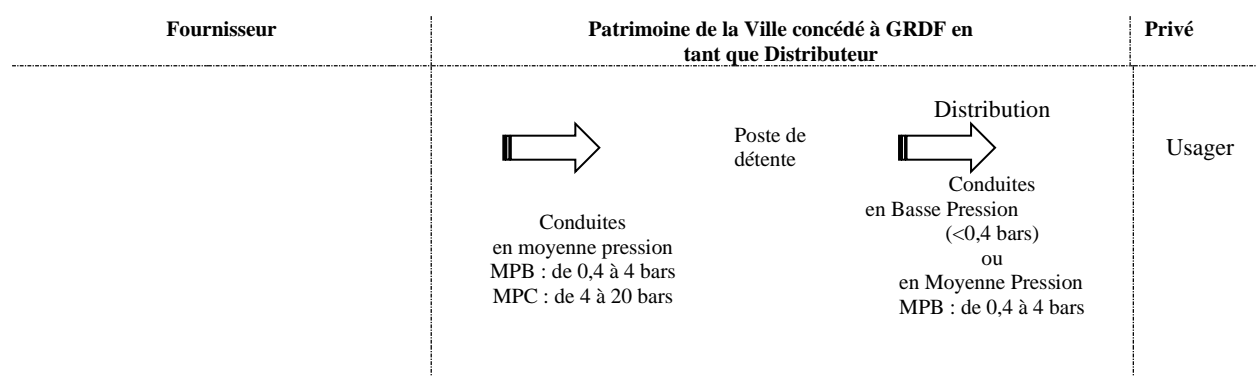 Fournisseur
Patrimoine de la Ville concédé à GRDF en
tant que Distributeur
Privé
Conduites
en moyenne pression
MPB : de 0,4 à 4 bars
MPC : de 4 à 20 bars
Poste de
détente
Distribution
Conduites
en Basse Pression
(<0,4 bars)
ou
en Moyenne Pression
MPB : de 0,4 à 4 bars
Usager